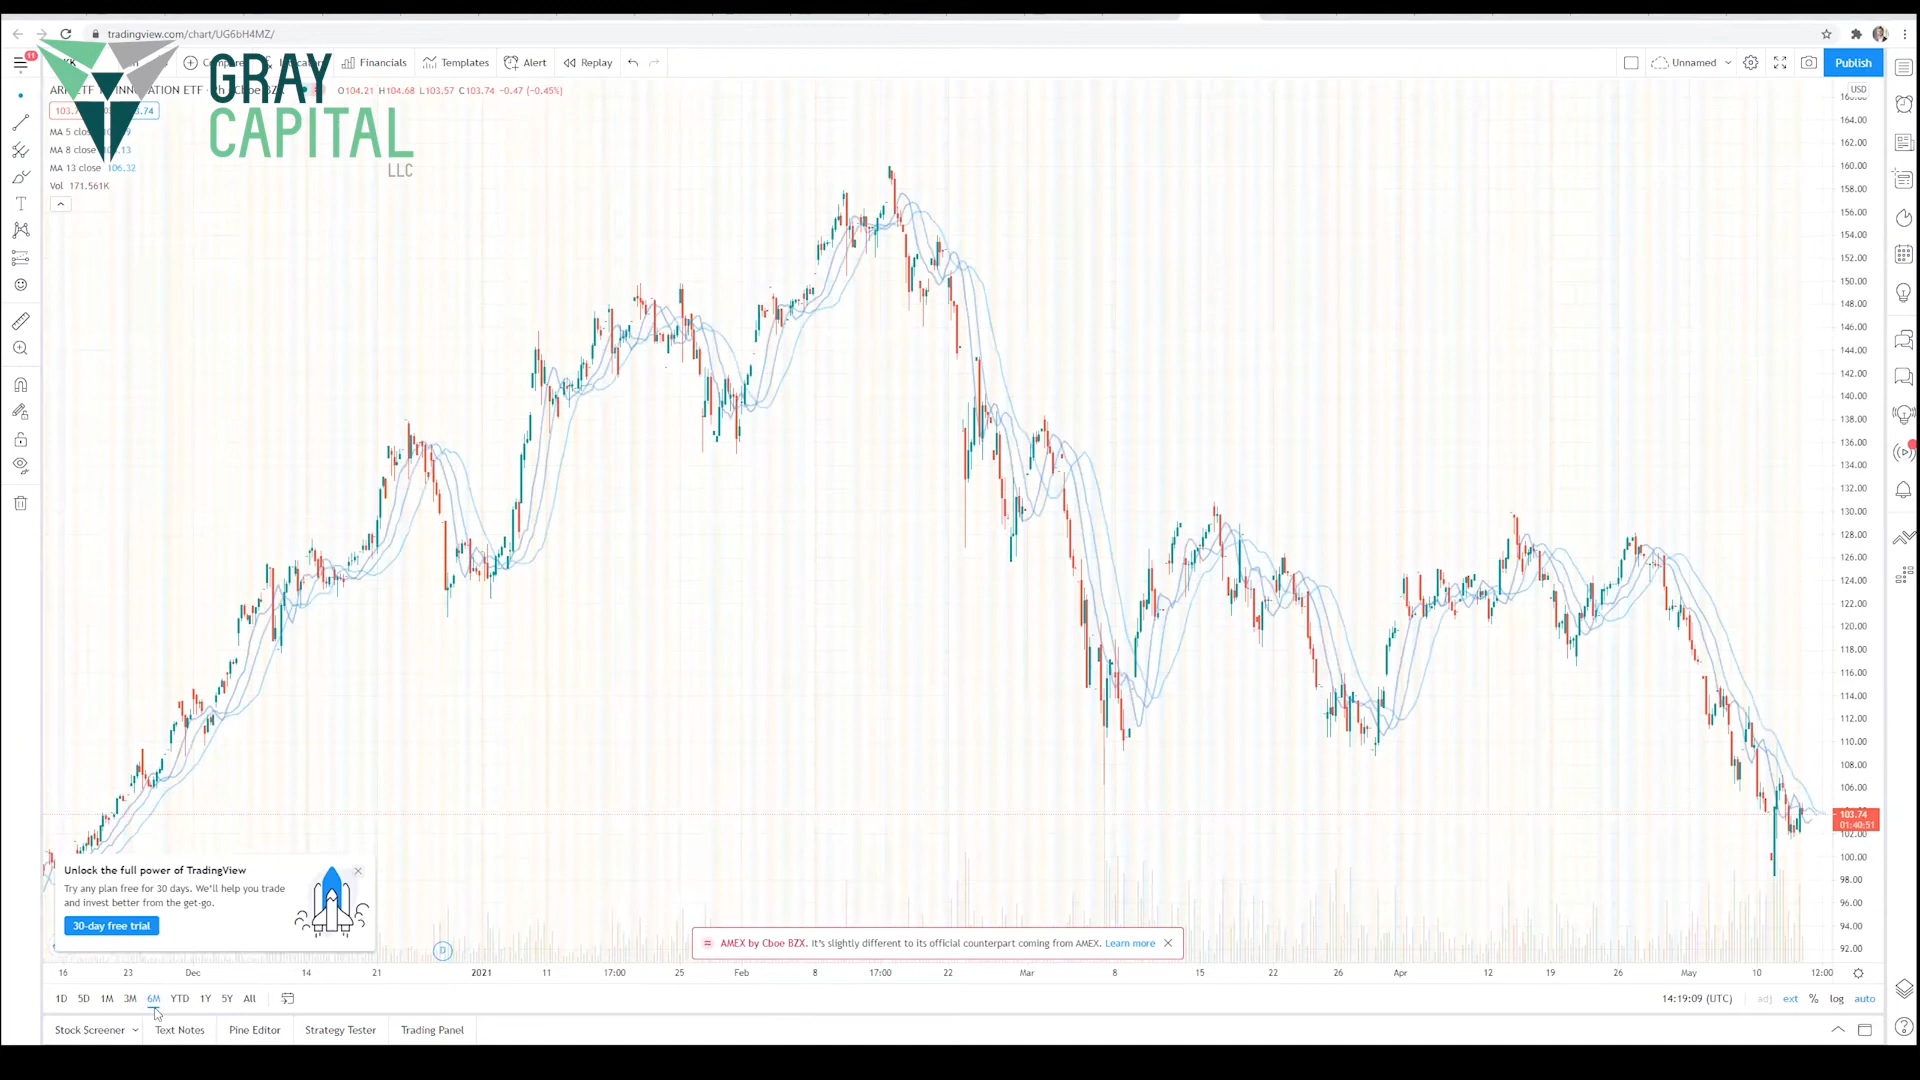 tradingview.com/chart/UG6bH4MZ/
11
Financials
Templates
Alert
Replay
Unnamed
Publish
GRAY
CAPITAL
LLC
O104.21 H104.68 L103.57 C103.74 -0.47 (-0.45%)
ETF
MA 5 close
MA 8 close
MA 13 close 106.32
Vol 171.561K
USD
164.00
162.00
160.00
158.00
156.00
154.00
152.00
150.00
148.00
146.00
144.00
142.00
140.00
138.00
136.00
134.00
132.00
130.00
128.00
126.00
124.00
122.00
120.00
118.00
116.00
114.00
112.00
110.00
108.00
106.00
103.74
01:40:51
102.00
100.00
98.00
96.00
94.00
92.00
Unlock the full power of TradingView
Try any plan free for 30 days. We'll help you trade
and invest better from the get-go.
30-day free trial
D
= AMEX by Cboe BZX. It's slightly different to its official counterpart coming from AMEX. Learn more
16 23 Dec 14 21 2021 11 17:00 25 Feb 8 17:00 22 Mar 8 15 22 26 Apr 12 19 26 May 10 12:00
1D 5D 1M 3M 6M YTD 1Y 5Y All
14:19:09 (UTC) adj ext % log auto
Stock Screener Text Notes Pine Editor Strategy Tester Trading Panel